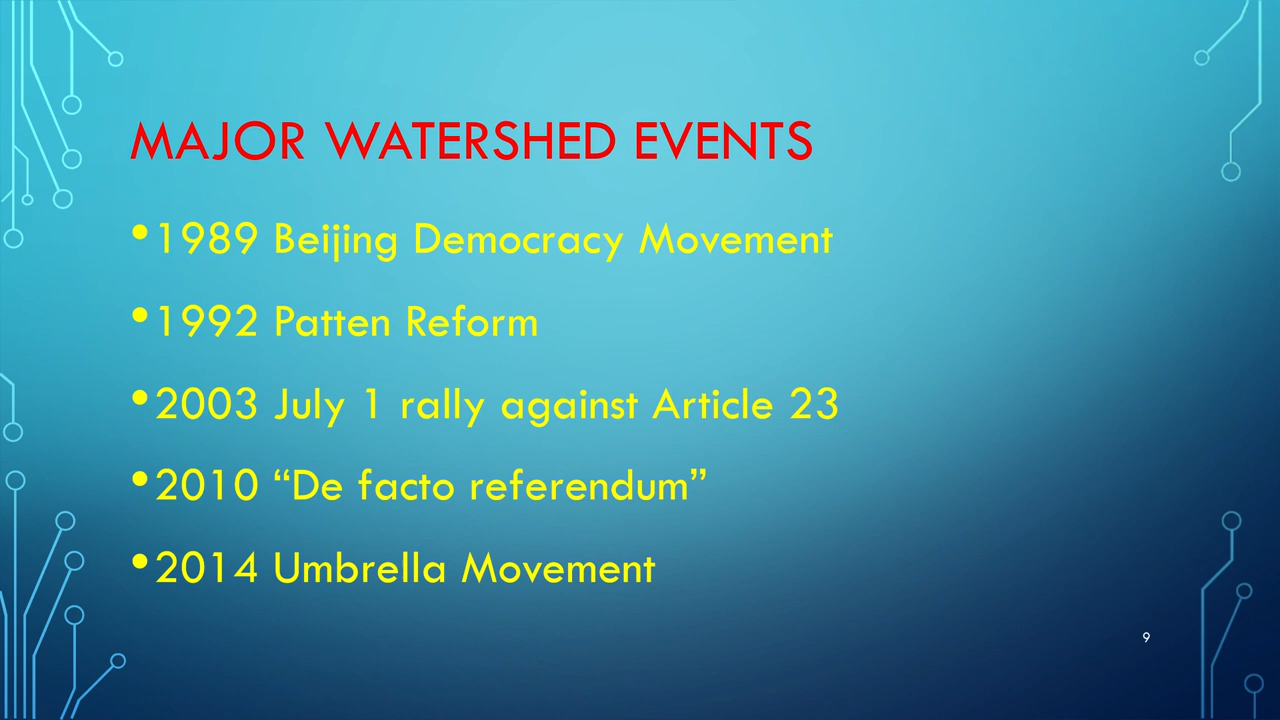 MAJOR WATERSHED EVENTS
•1989 Beijing Democracy Movement
•1992 Patten Reform
•2003 July 1 rally against Article 23
•2010 “De facto referendum”
•2014 Umbrella Movement
9